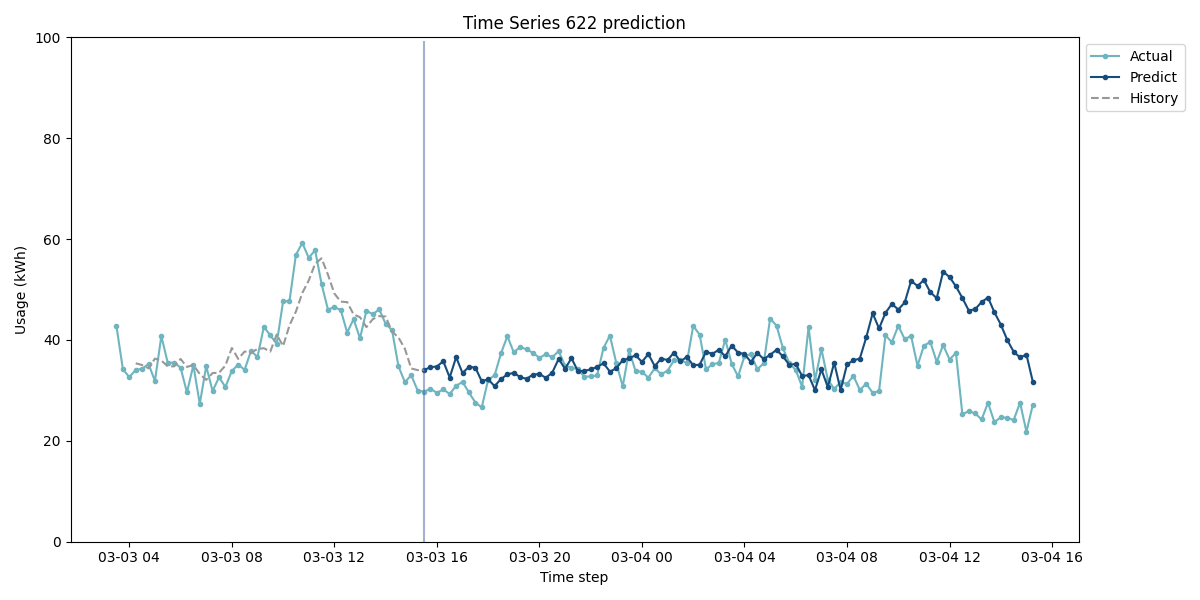 Time Series 622 prediction
100
80
60
40
20
0
Usage (kWh)
03-03 04
03-03 08
03-03 12
03-03 16
03-03 20
03-04 00
03-04 04
03-04 08
03-04 12
03-04 16
Time step
Actual
Predict
History